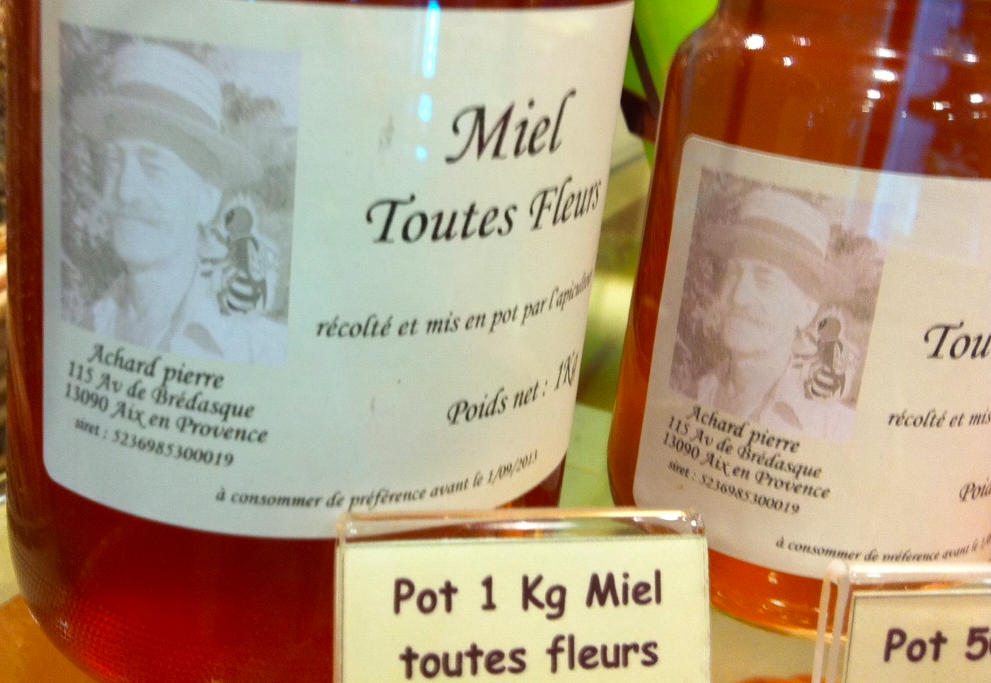 Miel
Toutes Fleurs
récolté et mis en pot par l'apiculteur
Poids net : 1Kg
Achard pierre
115 Av de Brédasque
13090 Aix en Provence
siret : 5236985300019
à consommer de préférence avant le 1/09/2013
Tou
récolté et mis
Poid
Achard pierre
115 Av de Brédasque
13090 Aix en Provence
siret : 5236985300019
à consommer de préférence avant le
Pot 1 Kg Miel
toutes fleurs
Pot 50